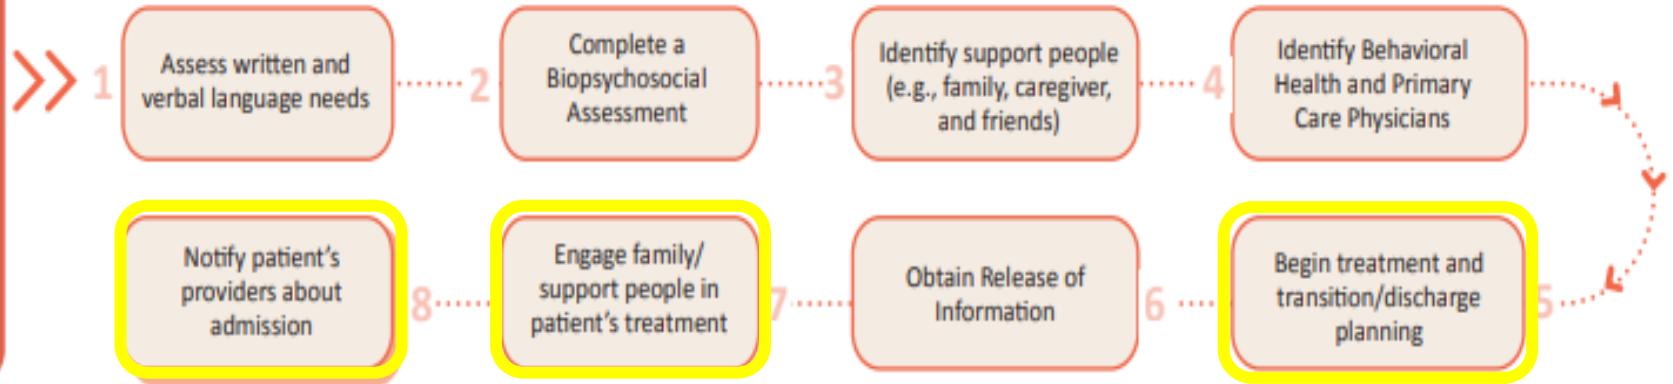 1
Assess written and
verbal language needs
2
Complete a
Biopsychosocial
Assessment
3
Identify support people
(e.g., family, caregiver,
and friends)
4
Identify Behavioral
Health and Primary
Care Physicians
5
Begin treatment and
transition/discharge
planning
6
Obtain Release of
Information
7
Engage family/
support people in
patient's treatment
8
Notify patient's
providers about
admission